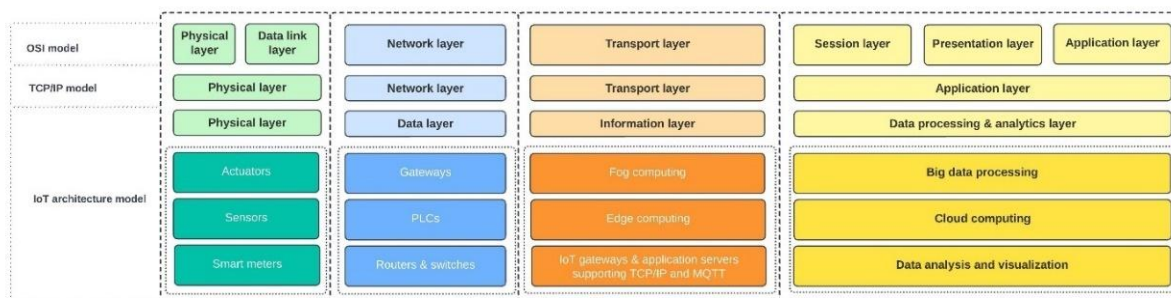 OSI model
Physical
layer
Data link
layer
Network layer
Transport layer
Session layer
Presentation layer
Application layer
TCP/IP model
Physical layer
Network layer
Transport layer
Application layer
IoT architecture model
Physical layer
Data layer
Information layer
Data processing & analytics layer
Actuators
Gateways
Fog computing
Big data processing
Sensors
PLCs
Edge computing
Cloud computing
Smart meters
Routers & switches
IoT gateways & application servers
supporting TCP/IP and MQTT
Data analysis and visualization